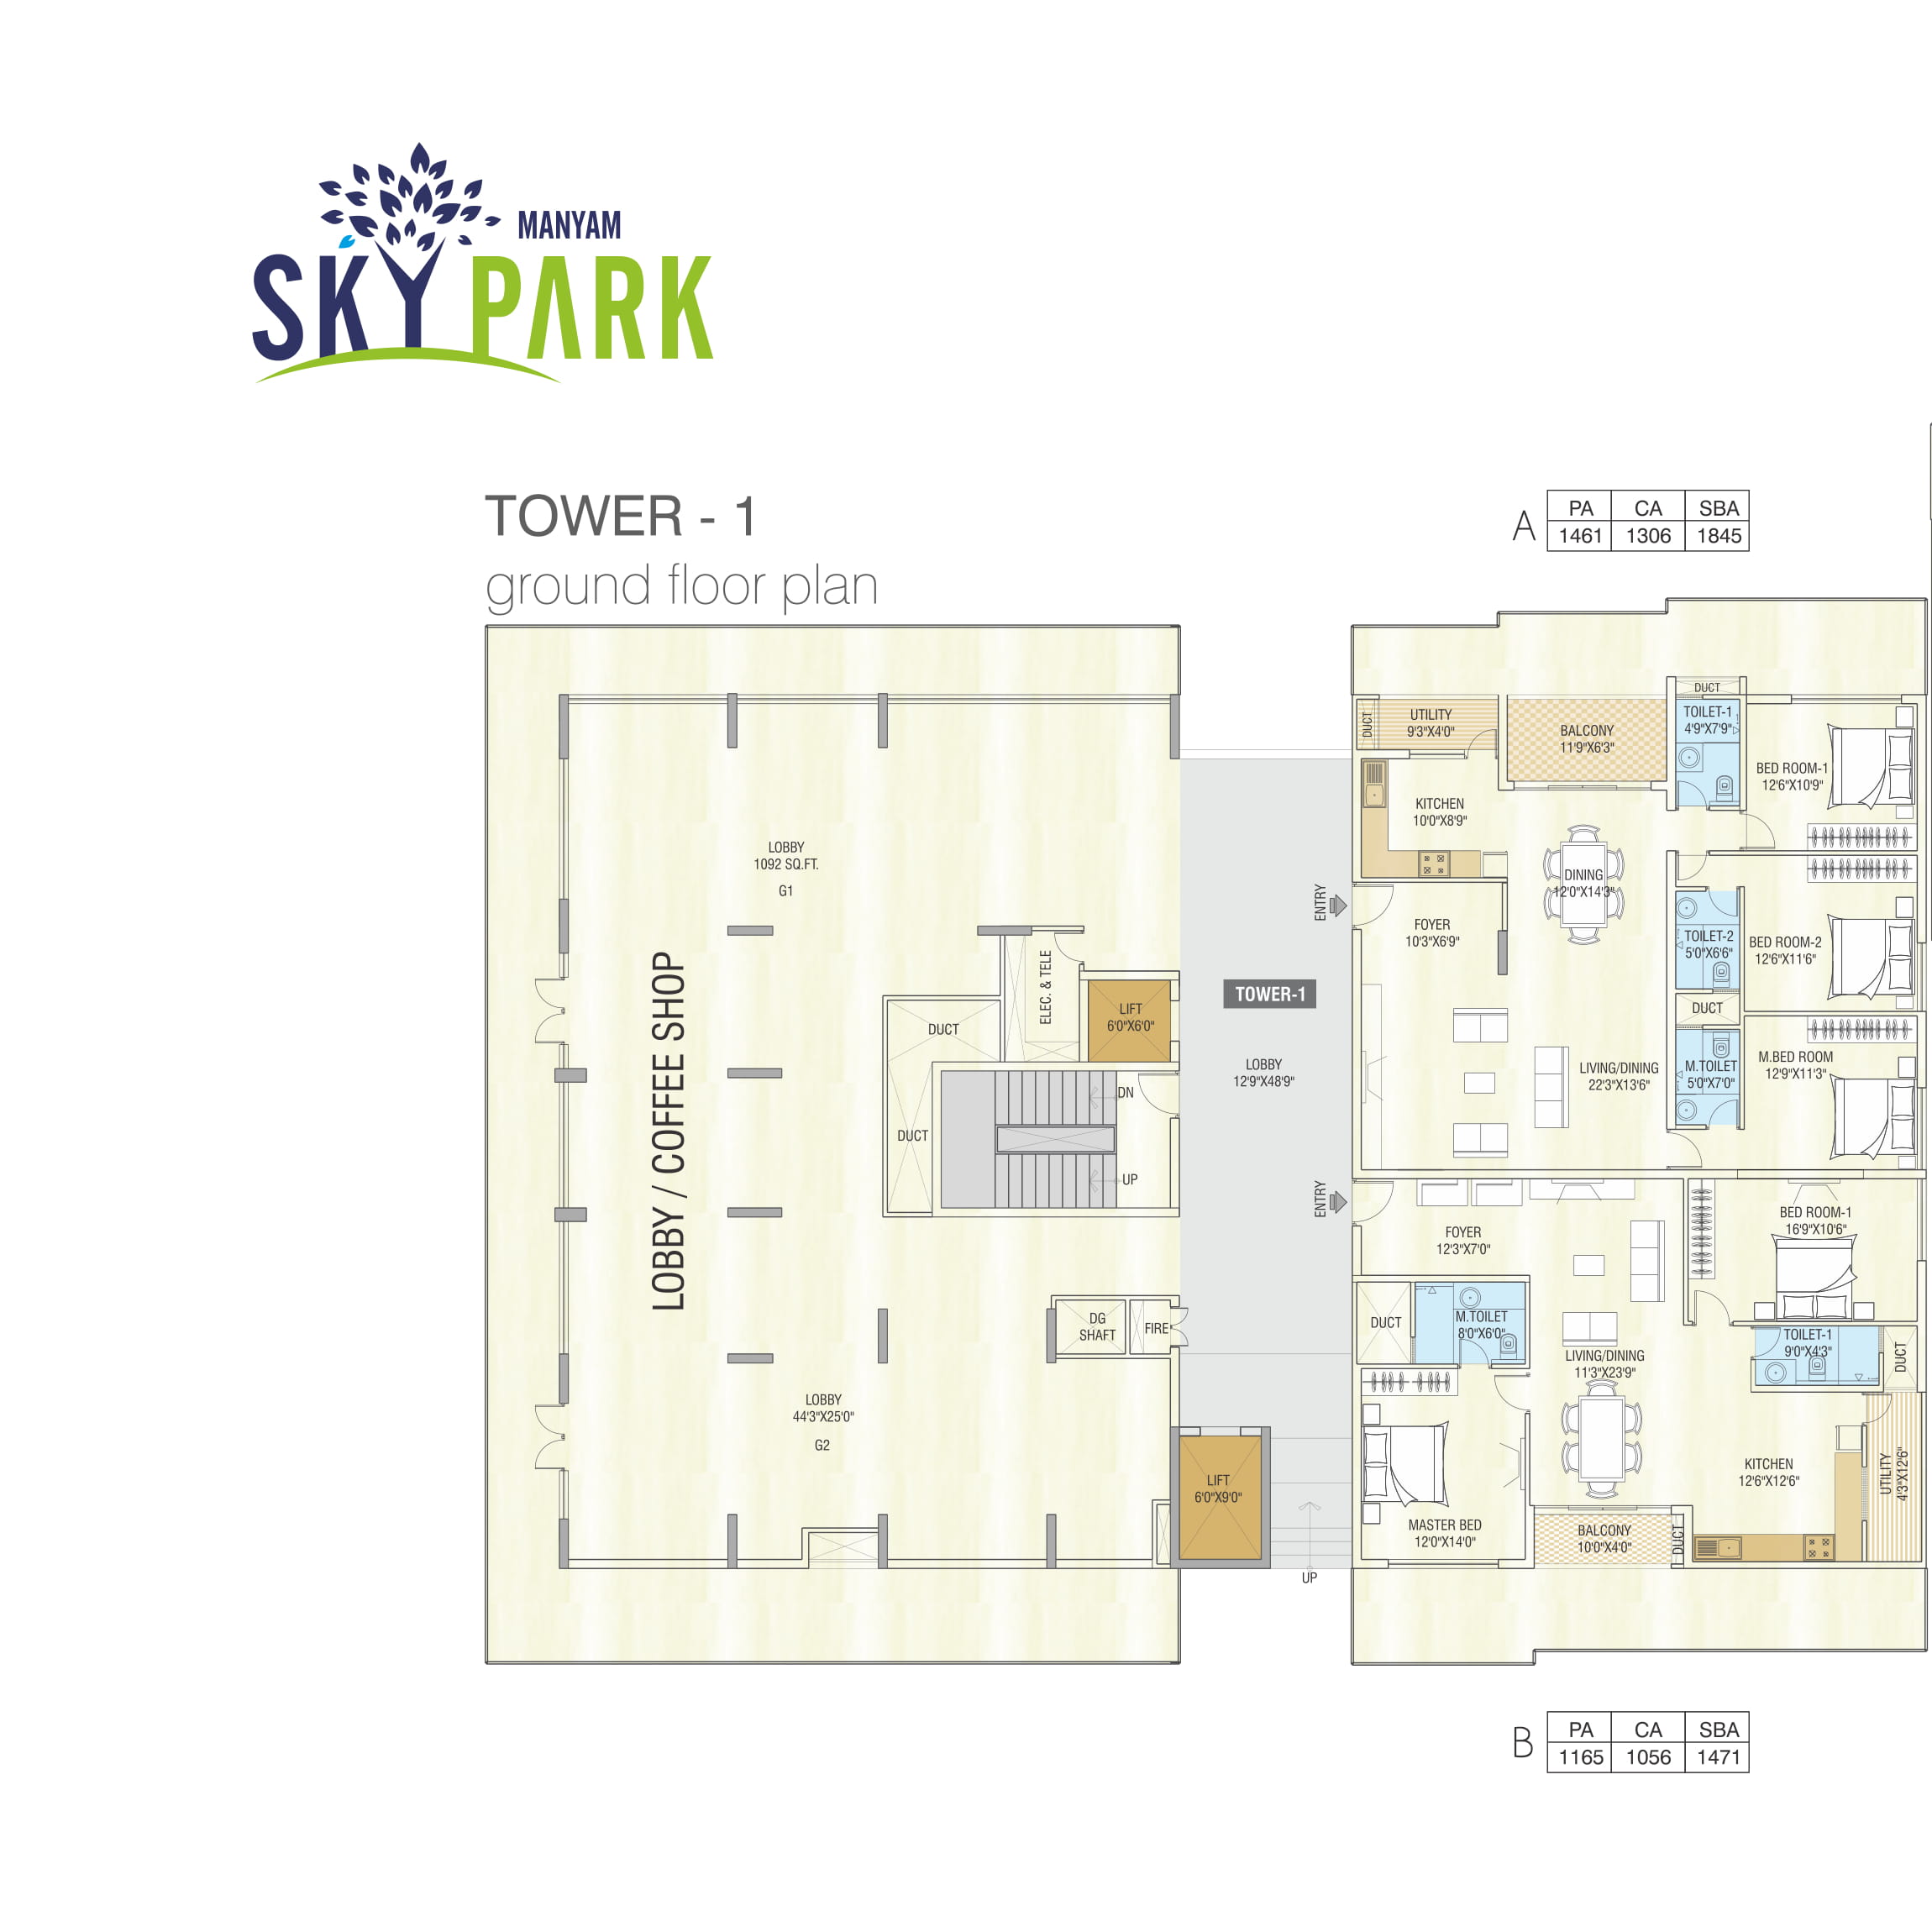 MANYAM
SKY PARK
TOWER - 1
ground floor plan
A
PA CA SBA
1461 1306 1845
DUCT
UTILITY
9'3"X4'0"
BALCONY
11'9"X6'3"
DUCT
TOILET-1
4'9"X7'9"
BED ROOM-1
12'6"X10'9"
KITCHEN
10'0"X8'9"
DINING
12'0"X14'3"
FOYER
10'3"X6'9"
TOILET-2
5'0"X6'6"
BED ROOM-2
12'6"X11'6"
DUCT
LIVING/DINING
22'3"X13'6"
M.TOILET
5'0"X7'0"
M.BED ROOM
12'9"X11'3"
ENTRY
LOBBY
1092 SQ.FT.
G1
LOBBY / COFFEE SHOP
ELEC. & TELE
LIFT
6'0"X6'0"
DUCT
DUCT
DN
UP
TOWER-1
LOBBY
12'9"X48'9"
ENTRY
DG
SHAFT
FIRE
LOBBY
44'3"X25'0"
G2
LIFT
6'0"X9'0"
UP
FOYER
12'3"X7'0"
BED ROOM-1
16'9"X10'6"
DUCT
M.TOILET
8'0"X6'0"
LIVING/DINING
11'3"X23'9"
TOILET-1
9'0"X4'3"
DUCT
KITCHEN
12'6"X12'6"
UTILITY
4'3"X12'6"
MASTER BED
12'0"X14'0"
BALCONY
10'0"X4'0"
DUCT
B
PA CA SBA
1165 1056 1471